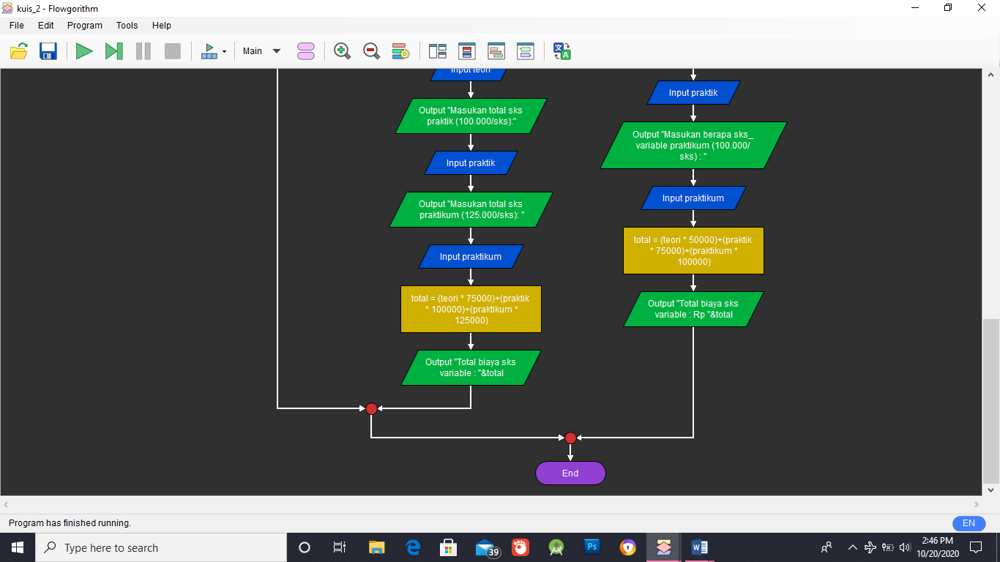 kuis_2 - Flowgorithm
File Edit Program Tools Help
Main
Input teori
Output "Masukan total sks
praktik (100.000/sks):"
Input praktik
Output "Masukan total sks
praktikum (125.000/sks): "
Input praktikum
total = (teori * 75000)+(praktik
* 100000)+(praktikum *
125000)
Output "Total biaya sks
variable : "&total
Input praktik
Output "Masukan berapa sks_
variable praktikum (100.000/
sks) : "
Input praktikum
total = (teori * 50000)+(praktik
* 75000)+(praktikum *
100000)
Output "Total biaya sks
variable : Rp "&total
End
Program has finished running.
EN
Type here to search
39
Ps
2:46 PM
10/20/2020